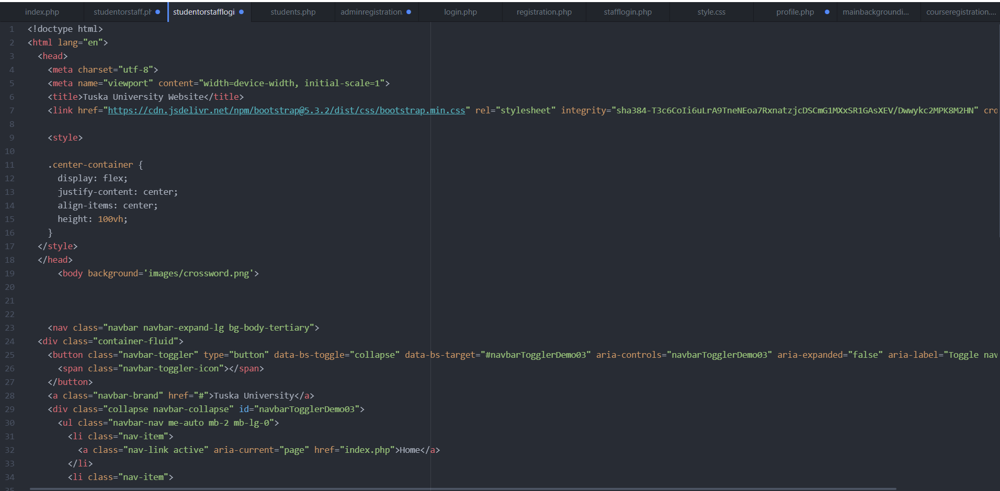 index.php studentorstaff.ph studentorstafflogi students.php adminregistration. login.php registration.php stafflogin.php style.css profile.php mainbackgroundi... courseregistration....
1 <!doctype html>
2 <html lang="en">
3 <head>
4 <meta charset="utf-8">
5 <meta name="viewport" content="width=device-width, initial-scale=1">
6 <title>Tuska University Website</title>
7 <link href="https://cdn.jsdelivr.net/npm/bootstrap@5.3.2/dist/css/bootstrap.min.css" rel="stylesheet" integrity="sha384-T3c6CoIi6uLrA9TneNEoa7RxnatzjcDSCmG1MXxSR1GAsXEV/Dwwykc2MPK8M2HN" cro
8
9 <style>
10
11 .center-container {
12 display: flex;
13 justify-content: center;
14 align-items: center;
15 height: 100vh;
16 }
17 </style>
18 </head>
19 <body background='images/crossword.png'>
20
21
22
23 <nav class="navbar navbar-expand-lg bg-body-tertiary">
24 <div class="container-fluid">
25 <button class="navbar-toggler" type="button" data-bs-toggle="collapse" data-bs-target="#navbarTogglerDemo03" aria-controls="navbarTogglerDemo03" aria-expanded="false" aria-label="Toggle nav
26 <span class="navbar-toggler-icon"></span>
27 </button>
28 <a class="navbar-brand" href="#">Tuska University</a>
29 <div class="collapse navbar-collapse" id="navbarTogglerDemo03">
30 <ul class="navbar-nav me-auto mb-2 mb-lg-0">
31 <li class="nav-item">
32 <a class="nav-link active" aria-current="page" href="index.php">Home</a>
33 </li>
34 <li class="nav-item">
35